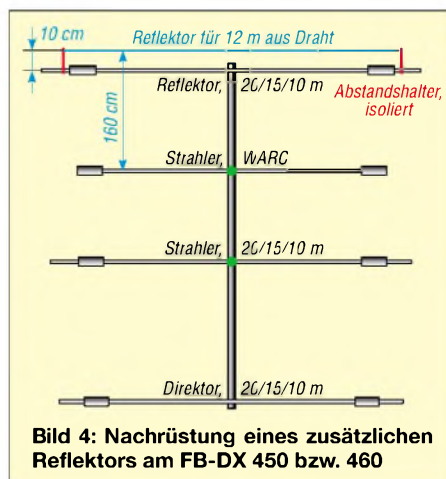 10 cm
Reflektor für 12 m aus Draht
Reflektor, 20/15/10 m
Abstandshalter,
isoliert
160 cm
Strahler, WARC
Strahler, 20/15/10 m
Direktor, 20/15/10 m
Bild 4: Nachrüstung eines zusätzlichen
Reflektors am FB-DX 450 bzw. 460